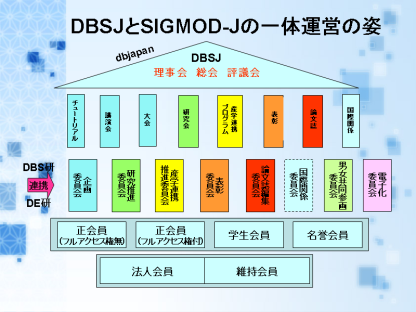 DBSJとSIGMOD-Jの一体運営の姿
dbjapan
DBSJ
理事会 総会 評議会
チュートリアル
講演会
大会
研究会
産学連携
プログラム
表彰
論文誌
国際関係
DBS研
連携
DE研
企画
委員会
研究推進
委員会
産学連携
推進委員会
表彰
委員会
論文誌編集
委員会
国際関係
委員会
男女共同参画
委員会
電子化
委員会
正会員
(フルアクセス権無)
正会員
(フルアクセス権付)
学生会員
名誉会員
法人会員
維持会員